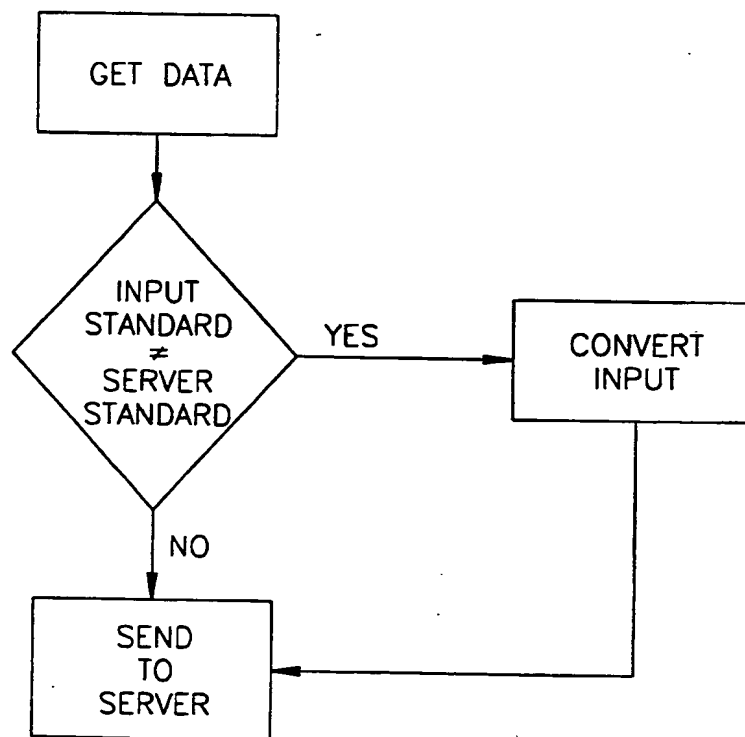 GET DATA
INPUT
STANDARD
≠
SERVER
STANDARD
YES
CONVERT
INPUT
NO
SEND
TO
SERVER